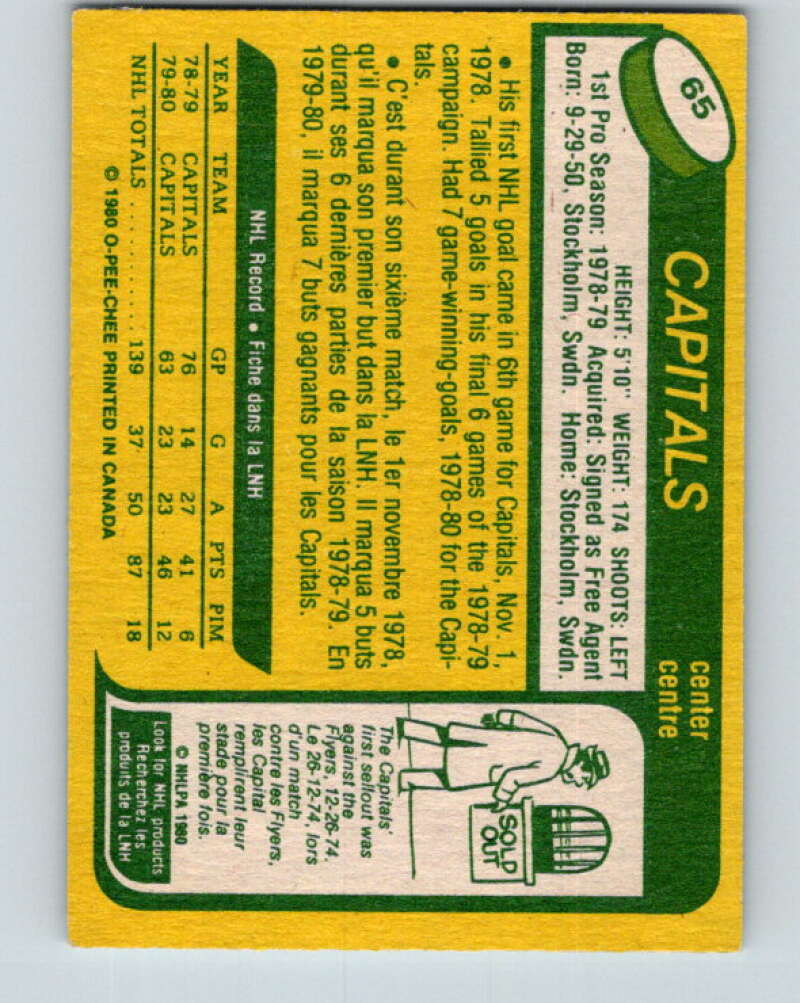 65
CAPITALS
center
centre
HEIGHT: 5'10" WEIGHT: 174 SHOOTS: LEFT
1st Pro Season: 1978-79 Acquired: Signed as Free Agent
Born: 9-29-50, Stockholm, Swdn. Home: Stockholm, Swdn.
• His first NHL goal came in 6th game for Capitals, Nov. 1,
1978. Tallied 5 goals in his final 6 games of the 1978-79
campaign. Had 7 game-winning-goals, 1978-80 for the Capi-
tals.
• C'est durant son sixième match, le 1er novembre 1978,
qu'il marqua son premier but dans la LNH. Il marqua 5 buts
durant ses 6 dernières parties de la saison 1978-79. En
1979-80, il marqua 7 buts gagnants pour les Capitals.
NHL Record • Fiche dans la LNH
YEAR TEAM GP G A PTS PIM
78-79 CAPITALS 76 14 27 41 6
79-80 CAPITALS 63 23 23 46 12
NHL TOTALS .......... 139 37 50 87 18
© 1980 O-PEE-CHEE PRINTED IN CANADA
SOLD
OUT
The Capitals'
first sellout was
against the
Flyers, 12-26-74.
Le 26-12-74, lors
d'un match
contre les Flyers,
les Capital
remplirent leur
stade pour la
première fois.
© NHLPA 1980
Look for NHL products
Recherchez les
produits de la LNH